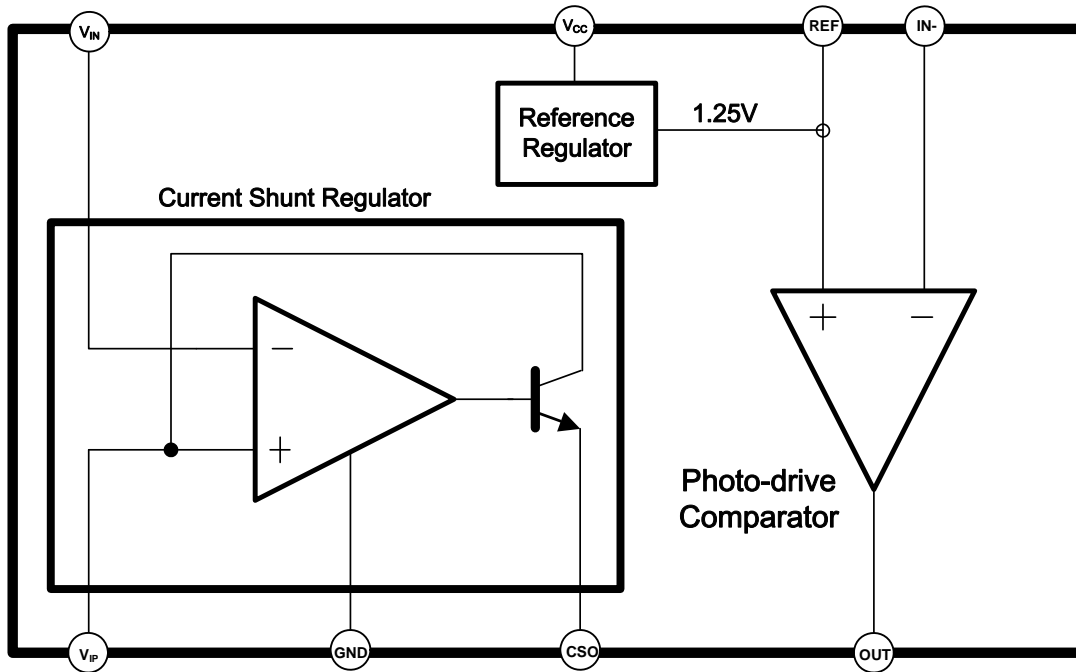 VIN
VCC
REF
IN-
Reference
Regulator
1.25V
Current Shunt Regulator
+
−
−
+
Photo-drive
Comparator
VIP
GND
CSO
OUT